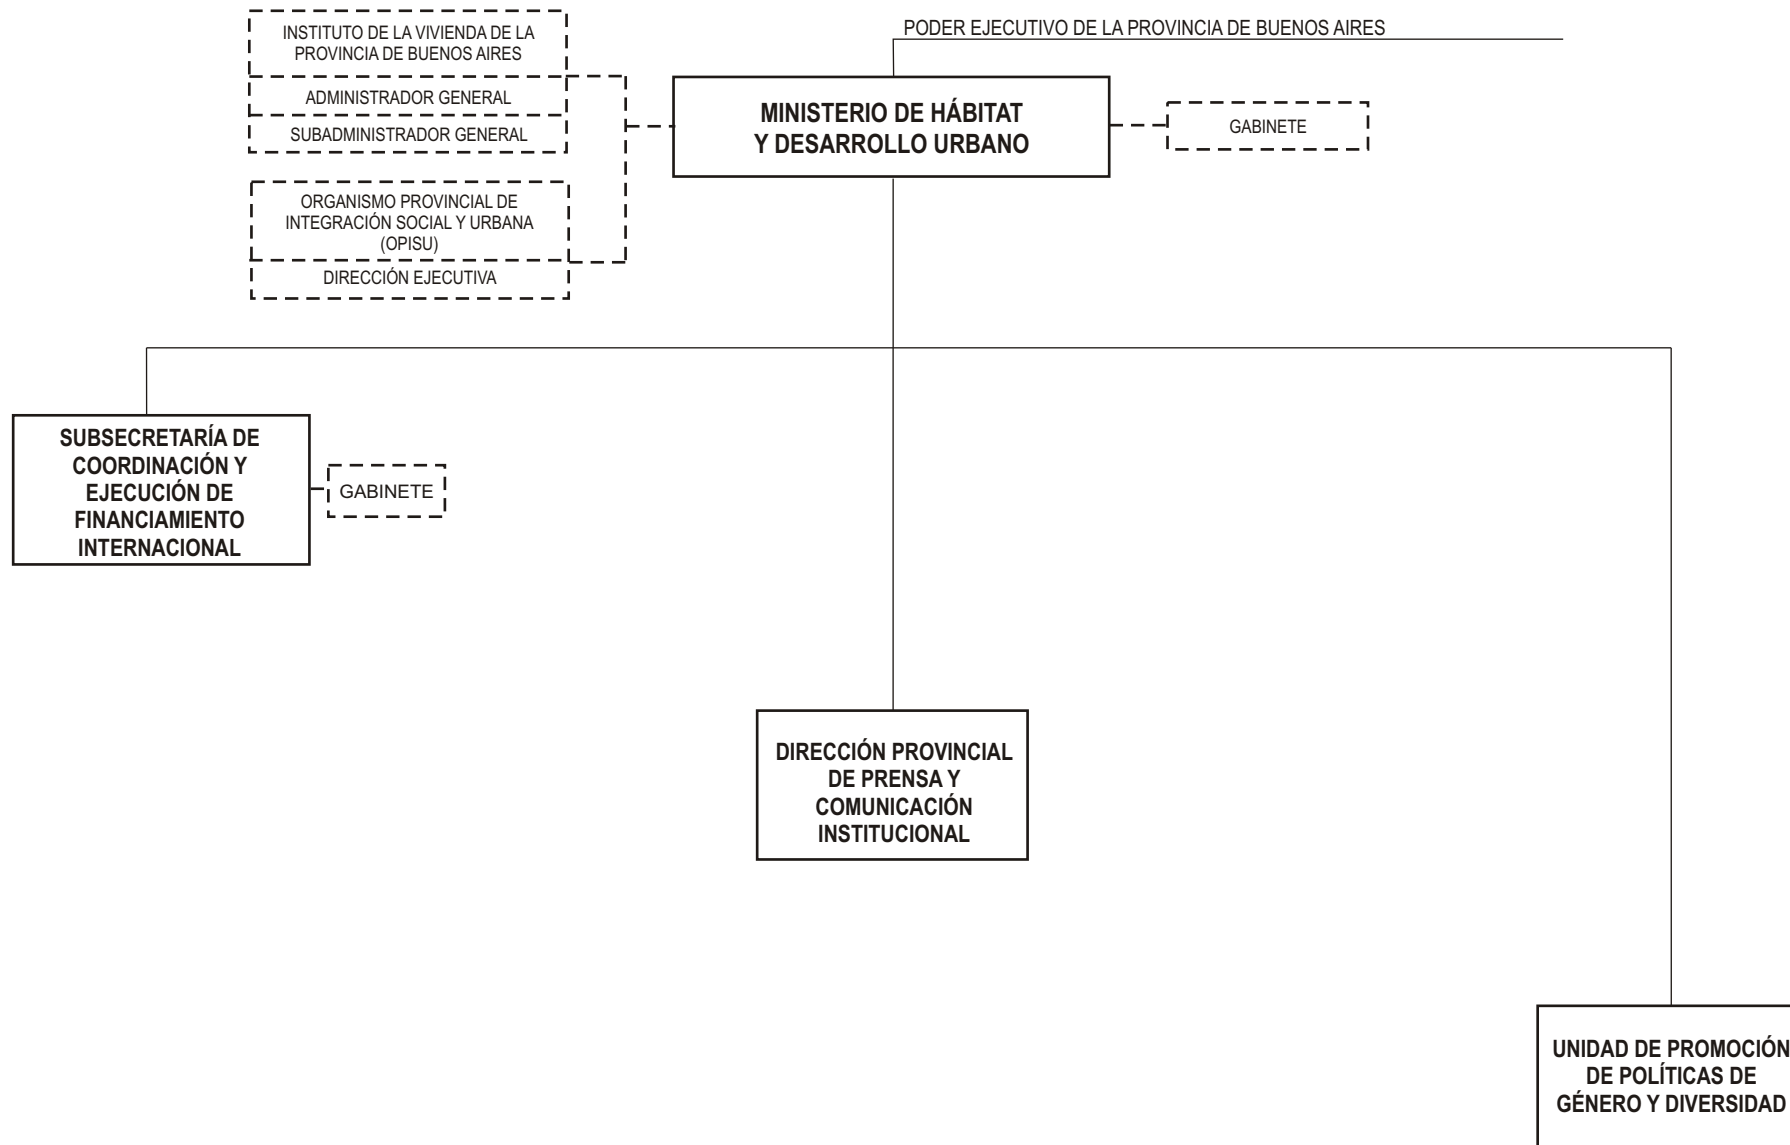 INSTITUTO DE LA VIVIENDA DE LA
PROVINCIA DE BUENOS AIRES
ADMINISTRADOR GENERAL
SUBADMINISTRADOR GENERAL
ORGANISMO PROVINCIAL DE
INTEGRACIÓN SOCIAL Y URBANA
(OPISU)
DIRECCIÓN EJECUTIVA
PODER EJECUTIVO DE LA PROVINCIA DE BUENOS AIRES
MINISTERIO DE HÁBITAT
Y DESARROLLO URBANO
GABINETE
SUBSECRETARÍA DE
COORDINACIÓN Y
EJECUCIÓN DE
FINANCIAMIENTO
INTERNACIONAL
GABINETE
DIRECCIÓN PROVINCIAL
DE PRENSA Y
COMUNICACIÓN
INSTITUCIONAL
UNIDAD DE PROMOCIÓN
DE POLÍTICAS DE
GÉNERO Y DIVERSIDAD